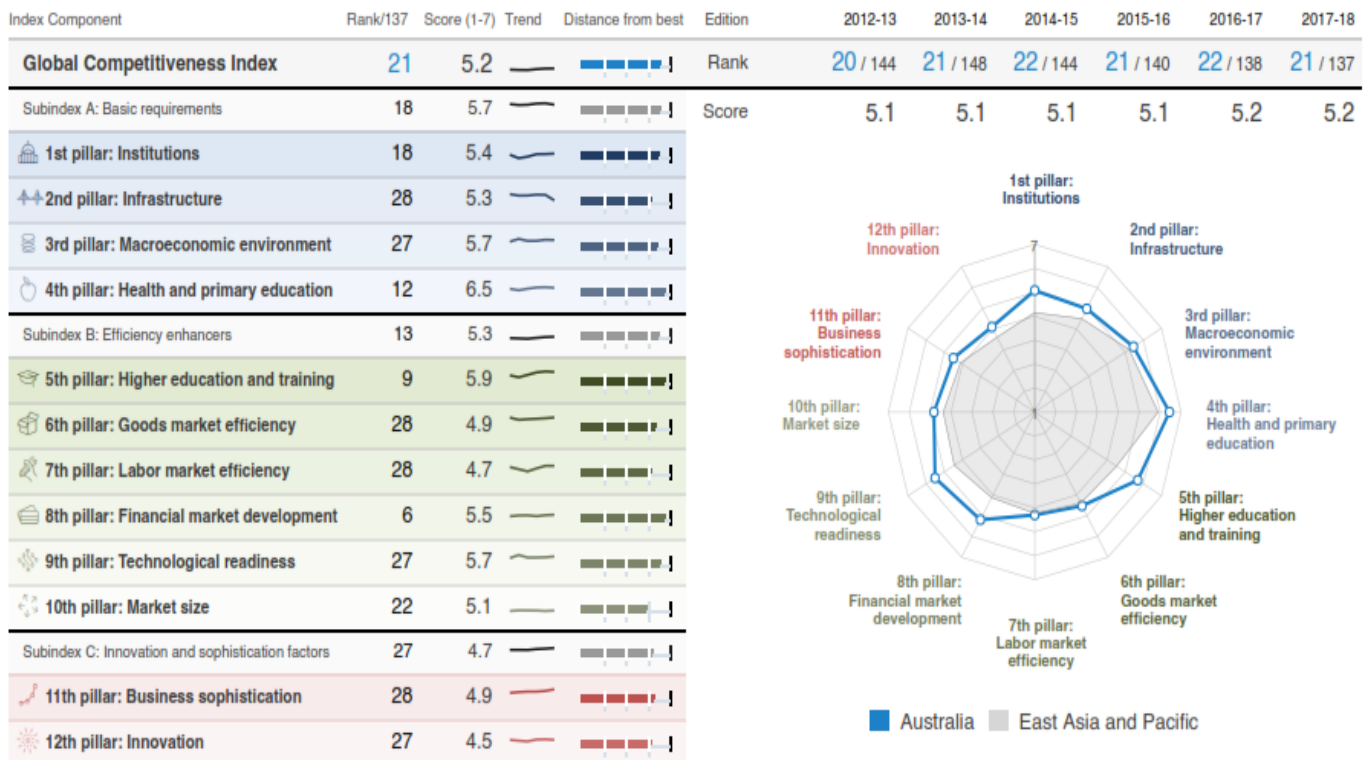 Index Component Rank/137 Score (1-7) Trend Distance from best
Global Competitiveness Index 21 5.2
Subindex A: Basic requirements 18 5.7
1st pillar: Institutions 18 5.4
2nd pillar: Infrastructure 28 5.3
3rd pillar: Macroeconomic environment 27 5.7
4th pillar: Health and primary education 12 6.5
Subindex B: Efficiency enhancers 13 5.3
5th pillar: Higher education and training 9 5.9
6th pillar: Goods market efficiency 28 4.9
7th pillar: Labor market efficiency 28 4.7
8th pillar: Financial market development 6 5.5
9th pillar: Technological readiness 27 5.7
10th pillar: Market size 22 5.1
Subindex C: Innovation and sophistication factors 27 4.7
11th pillar: Business sophistication 28 4.9
12th pillar: Innovation 27 4.5
Edition 2012-13 2013-14 2014-15 2015-16 2016-17 2017-18
Rank 20 / 144 21 / 148 22 / 144 21 / 140 22 / 138 21 / 137
Score 5.1 5.1 5.1 5.1 5.2 5.2
1st pillar:
Institutions
2nd pillar:
Infrastructure
3rd pillar:
Macroeconomic
environment
4th pillar:
Health and primary
education
5th pillar:
Higher education
and training
6th pillar:
Goods market
efficiency
7th pillar:
Labor market
efficiency
8th pillar:
Financial market
development
9th pillar:
Technological
readiness
10th pillar:
Market size
11th pillar:
Business
sophistication
12th pillar:
Innovation
7
1
Australia East Asia and Pacific